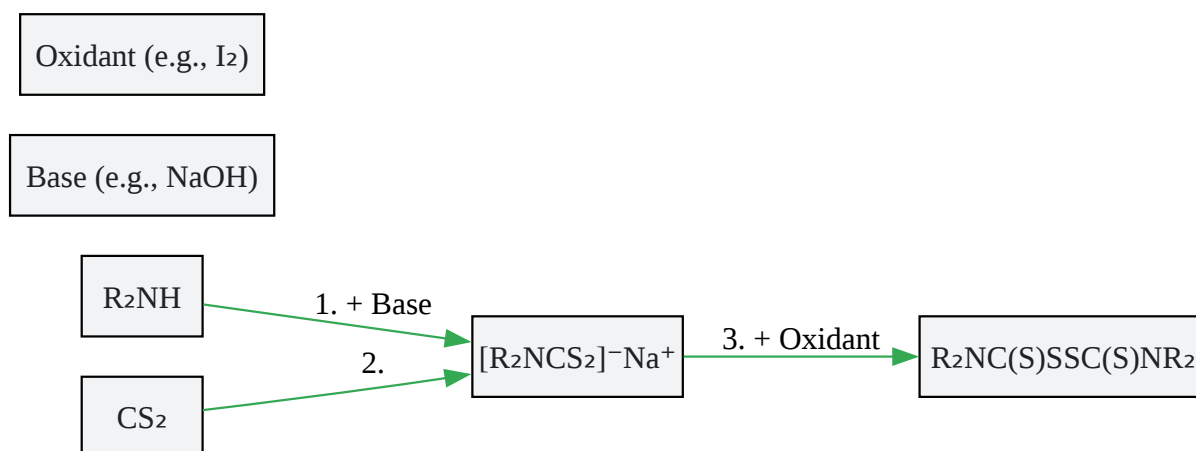 Oxidant (e.g., I₂)
Base (e.g., NaOH)
R₂NH
1. + Base
2.
CS₂
[R₂NCS₂]⁻Na⁺
3. + Oxidant
R₂NC(S)SSC(S)NR₂